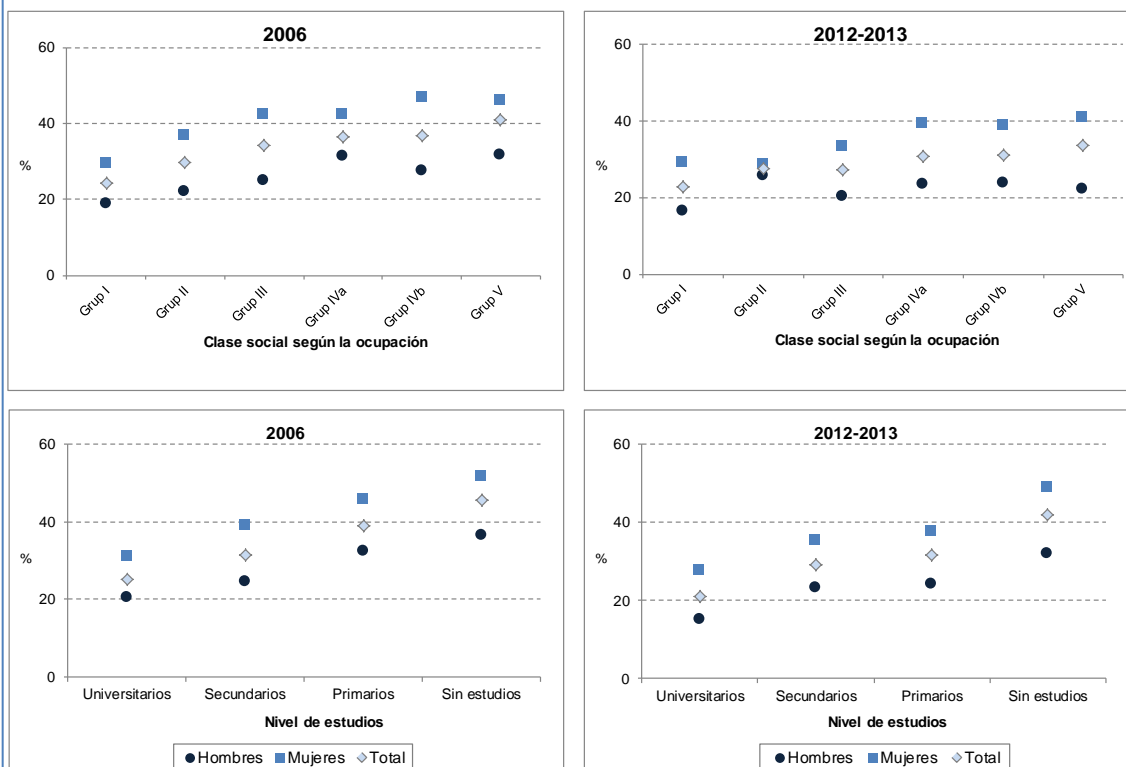 2006
60
40
%
20
0
Grup I
Grup II
Grup III
Grup IVa
Grup IVb
Grup V
Clase social según la ocupación
2012-2013
60
40
%
20
0
Grup I
Grup II
Grup III
Grup IVa
Grup IVb
Grup V
Clase social según la ocupación
2006
60
40
%
20
0
Universitarios Secundarios Primarios Sin estudios
Nivel de estudios
Hombres Mujeres Total
2012-2013
60
40
%
20
0
Universitarios Secundarios Primarios Sin estudios
Nivel de estudios
Hombres Mujeres Total